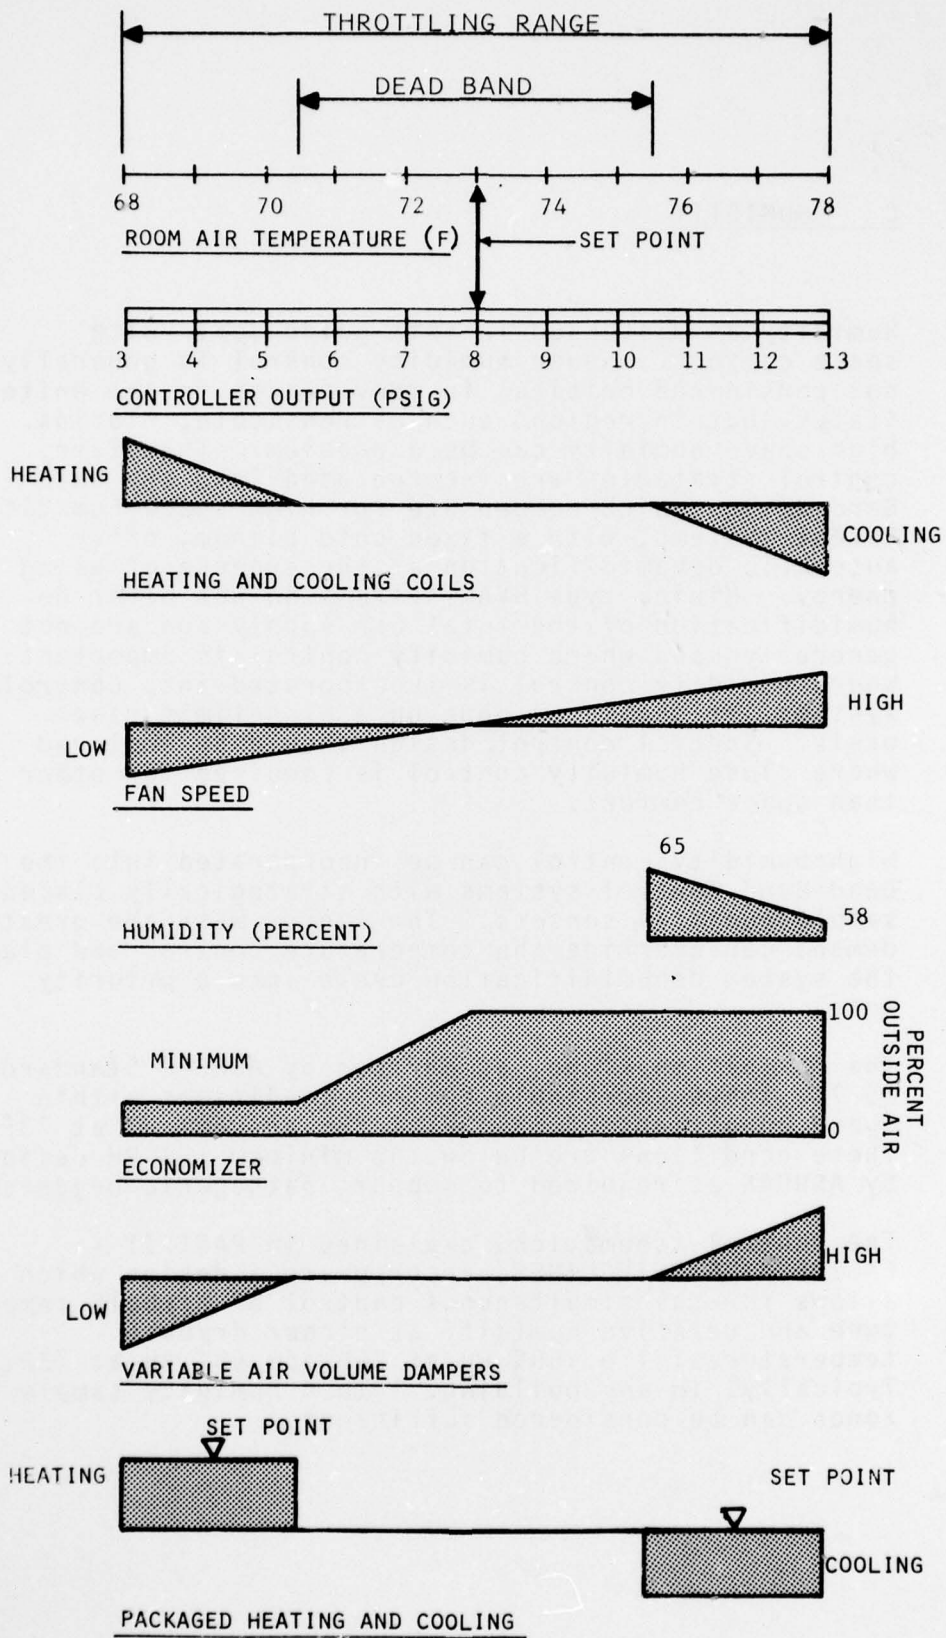 THROTTLING RANGE
DEAD BAND
68 70 72 74 76 78
ROOM AIR TEMPERATURE (F)
SET POINT
3 4 5 6 7 8 9 10 11 12 13
CONTROLLER OUTPUT (PSIG)
HEATING
COOLING
HEATING AND COOLING COILS
HIGH
LOW
FAN SPEED
65
58
HUMIDITY (PERCENT)
100
MINIMUM
PERCENT
OUTSIDE AIR
0
ECONOMIZER
HIGH
LOW
VARIABLE AIR VOLUME DAMPERS
SET POINT
HEATING
SET POINT
COOLING
PACKAGED HEATING AND COOLING